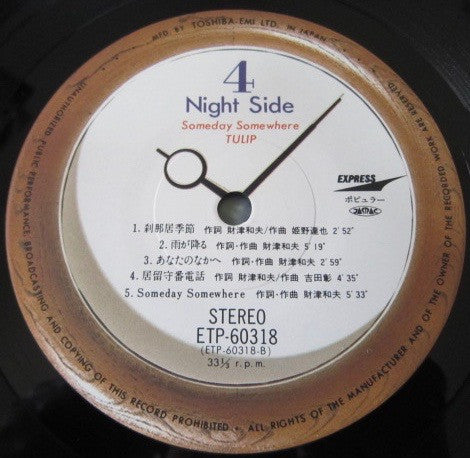 MFD. BY TOSHIBA-EMI LTD. IN JAPAN
UNAUTHORIZED PUBLIC PERFORMANCE, BROADCASTING AND COPYING OF THIS RECORD PROHIBITED • ALL RIGHTS OF THE MANUFACTURER AND OF THE OWNER OF THE RECORDED WORK ARE RESERVED
4
Night Side
Someday Somewhere
TULIP
EXPRESS
ポピュラー
JASRAC
1. 刹那居季節 作詞 財津和夫/作曲 姫野達也 2′52″
2. 雨が降る 作詞・作曲 財津和夫 5′19″
3. あなたのなかへ 作詞・作曲 財津和夫 2′59″
4. 居留守番電話 作詞 財津和夫/作曲 吉田彰 4′35″
5. Someday Somewhere 作詞・作曲 財津和夫 5′33″
STEREO
ETP-60318
(ETP-60318-B)
33⅓ r.p.m.